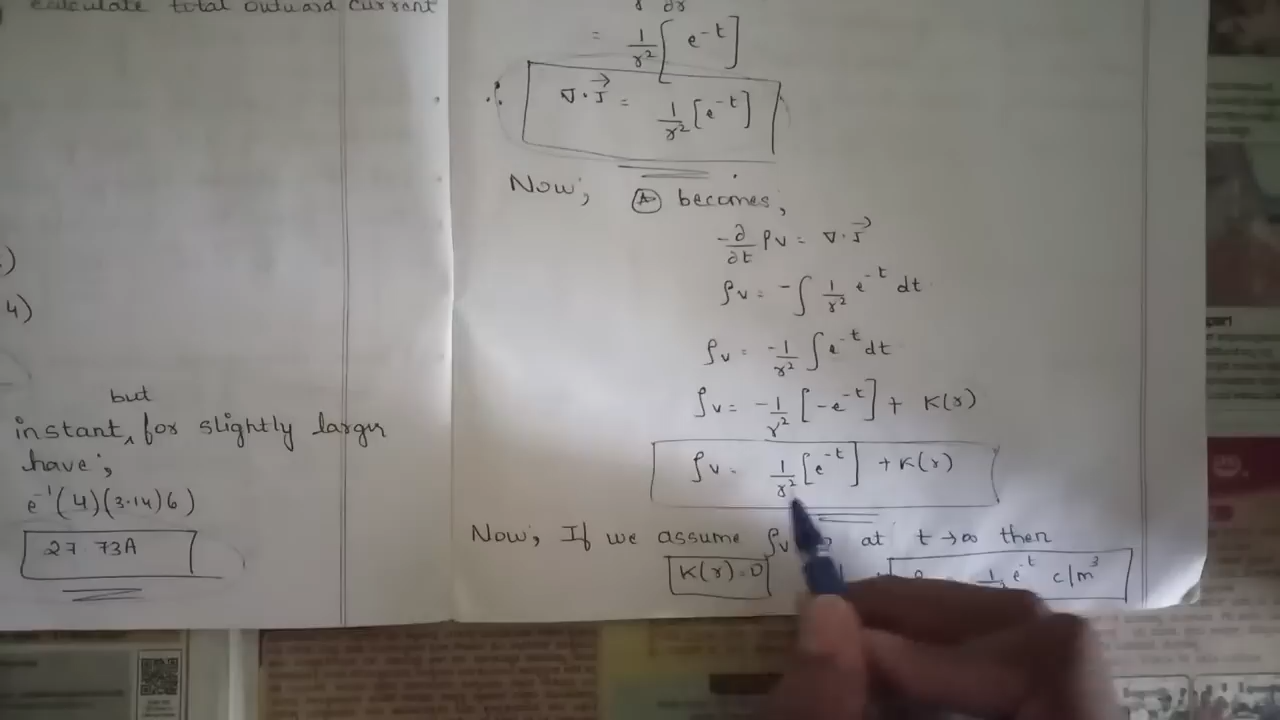 calculate total outward current
= 1/r² [ e^-t ]
∴ ∇·J⃗ = 1/r² [e^-t]
Now; Ⓐ becomes;
-∂/∂t ρv = ∇·J⃗
ρv = -∫ 1/r² e^-t dt
ρv = -1/r² ∫ e^-t dt
ρv = -1/r² [-e^-t] + K(r)
ρv = 1/r² [e^-t] + K(r)
Now, If we assume ρv at t→∞ then
K(r)=0 e^-t c/m³
4)
but
instant, for slightly larger
have;
e^-1(4)(3.14)6)
27.73A